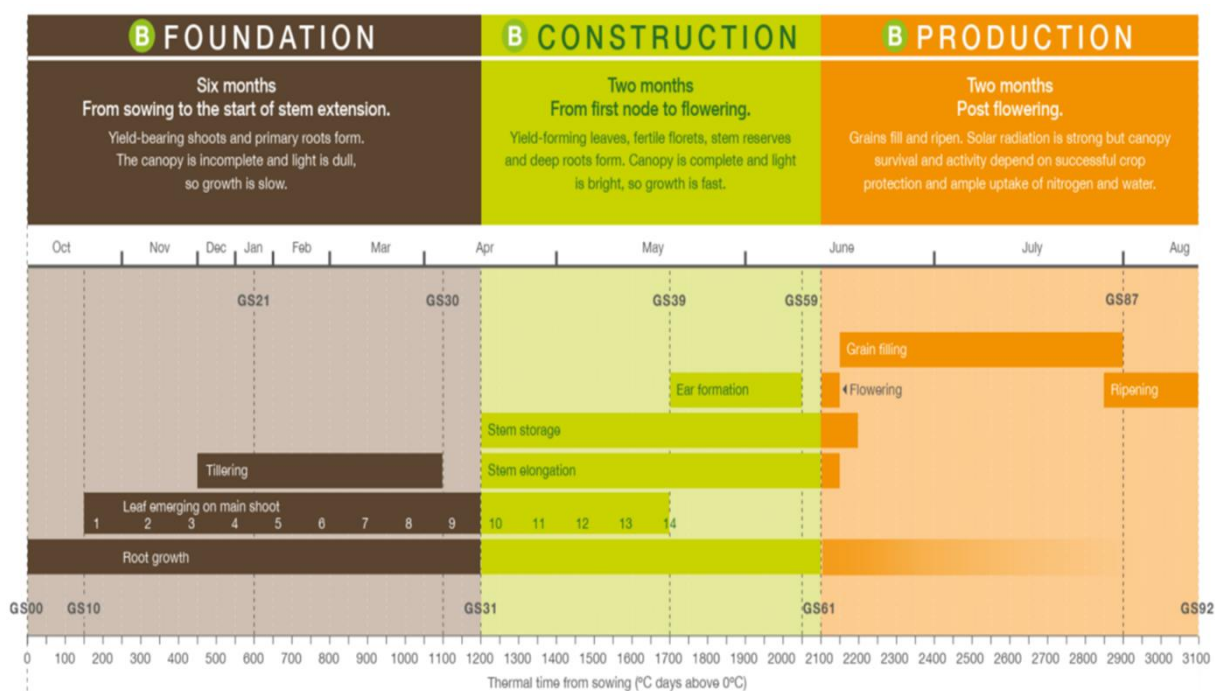 B FOUNDATION
B CONSTRUCTION
B PRODUCTION
Six months
From sowing to the start of stem extension.
Yield-bearing shoots and primary roots form.
The canopy is incomplete and light is dull,
so growth is slow.
Two months
From first node to flowering.
Yield-forming leaves, fertile florets, stem reserves
and deep roots form. Canopy is complete and light
is bright, so growth is fast.
Two months
Post flowering.
Grains fill and ripen. Solar radiation is strong but canopy
survival and activity depend on successful crop
protection and ample uptake of nitrogen and water.
Oct Nov Dec Jan Feb Mar Apr May June July Aug
GS21 GS30 GS39 GS59 GS87
Grain filling
Ear formation ◄Flowering Ripening
Stem storage
Tillering Stem elongation
Leaf emerging on main shoot
1 2 3 4 5 6 7 8 9 10 11 12 13 14
Root growth
GS00 GS10 GS31 GS61 GS92
0 100 200 300 400 500 600 700 800 900 1000 1100 1200 1300 1400 1500 1600 1700 1800 1900 2000 2100 2200 2300 2400 2500 2600 2700 2800 2900 3000 3100
Thermal time from sowing (ºC days above 0ºC)